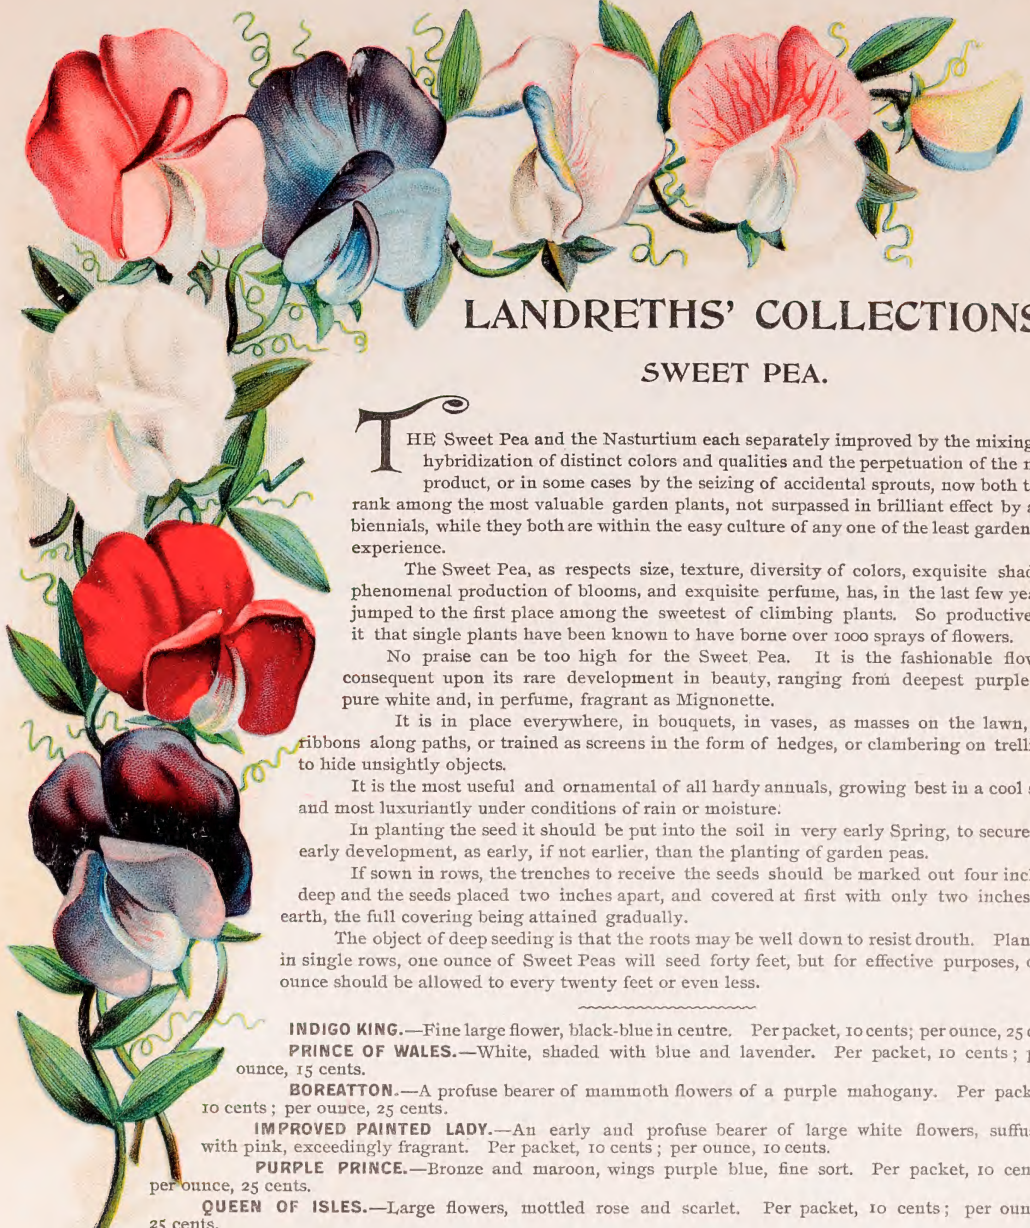 LANDRETHS' COLLECTIONS
SWEET PEA.
THE Sweet Pea and the Nasturtium each separately improved by the mixing
hybridization of distinct colors and qualities and the perpetuation of the
product, or in some cases by the seizing of accidental sprouts, now both
rank among the most valuable garden plants, not surpassed in brilliant effect by
biennials, while they both are within the easy culture of any one of the least garden
experience.
The Sweet Pea, as respects size, texture, diversity of colors, exquisite shad
phenomenal production of blooms, and exquisite perfume, has, in the last few ye
jumped to the first place among the sweetest of climbing plants. So productive
it that single plants have been known to have borne over 1000 sprays of flowers.
No praise can be too high for the Sweet Pea. It is the fashionable flo
consequent upon its rare development in beauty, ranging from deepest purple
pure white and, in perfume, fragrant as Mignonette.
It is in place everywhere, in bouquets, in vases, as masses on the lawn,
ribbons along paths, or trained as screens in the form of hedges, or clambering on trell
to hide unsightly objects.
It is the most useful and ornamental of all hardy annuals, growing best in a cool
and most luxuriantly under conditions of rain or moisture.
In planting the seed it should be put into the soil in very early Spring, to secure
early development, as early, if not earlier, than the planting of garden peas.
If sown in rows, the trenches to receive the seeds should be marked out four inc
deep and the seeds placed two inches apart, and covered at first with only two inches
earth, the full covering being attained gradually.
The object of deep seeding is that the roots may be well down to resist drouth. Plan
in single rows, one ounce of Sweet Peas will seed forty feet, but for effective purposes,
ounce should be allowed to every twenty feet or even less.
INDIGO KING.—Fine large flower, black-blue in centre. Per packet, 10 cents; per ounce, 25
PRINCE OF WALES.—White, shaded with blue and lavender. Per packet, 10 cents;
ounce, 15 cents.
BOREATTON.—A profuse bearer of mammoth flowers of a purple mahogany. Per pack
10 cents; per ounce, 25 cents.
IMPROVED PAINTED LADY.—An early and profuse bearer of large white flowers, suffu
with pink, exceedingly fragrant. Per packet, 10 cents; per ounce, 10 cents.
PURPLE PRINCE.—Bronze and maroon, wings purple blue, fine sort. Per packet, 10 cen
per ounce, 25 cents.
QUEEN OF ISLES.—Large flowers, mottled rose and scarlet. Per packet, 10 cents; per oun
25 cents.